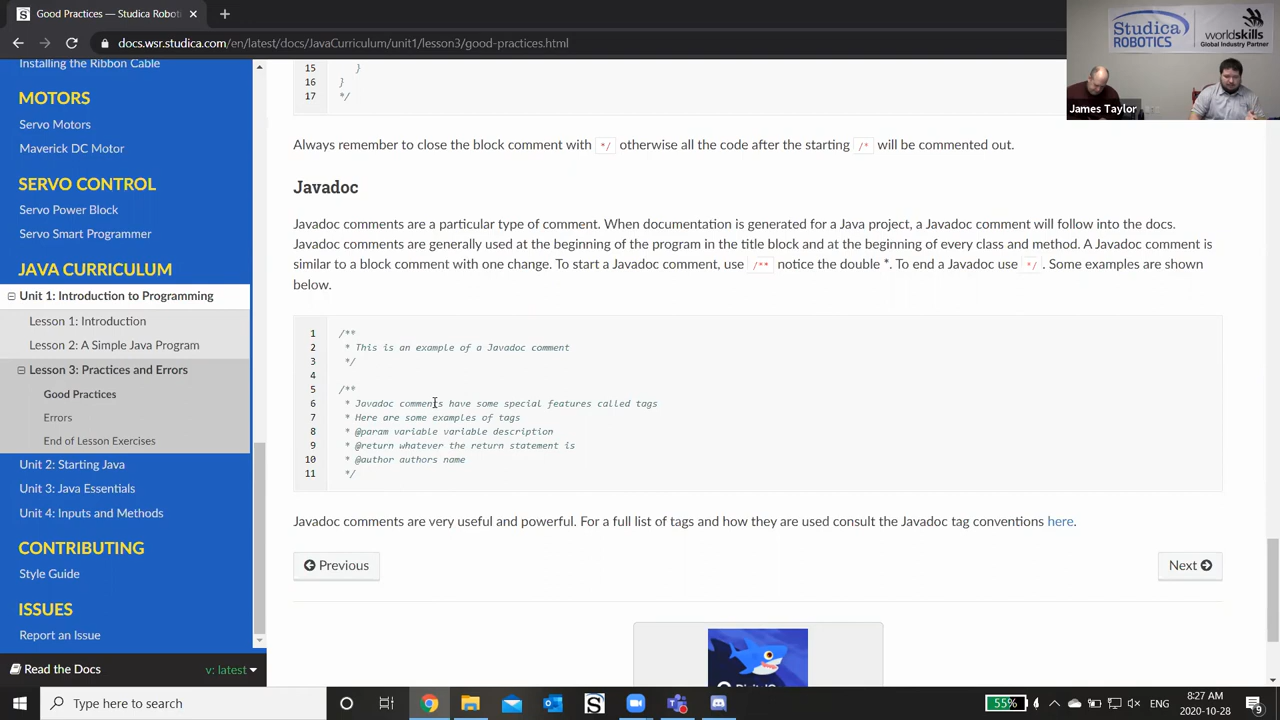 Good Practices — Studica Robotics
docs.wsr.studica.com/en/latest/docs/JavaCurriculum/unit1/lesson3/good-practices.html
Studica
ROBOTICS
worldskills
Global Industry Partner
James Taylor
Installing the Ribbon Cable
MOTORS
Servo Motors
Maverick DC Motor
SERVO CONTROL
Servo Power Block
Servo Smart Programmer
JAVA CURRICULUM
Unit 1: Introduction to Programming
Lesson 1: Introduction
Lesson 2: A Simple Java Program
Lesson 3: Practices and Errors
Good Practices
Errors
End of Lesson Exercises
Unit 2: Starting Java
Unit 3: Java Essentials
Unit 4: Inputs and Methods
CONTRIBUTING
Style Guide
ISSUES
Report an Issue
Read the Docs
v: latest
15 }
16 }
17 */
Always remember to close the block comment with */ otherwise all the code after the starting /* will be commented out.
Javadoc
Javadoc comments are a particular type of comment. When documentation is generated for a Java project, a Javadoc comment will follow into the docs.
Javadoc comments are generally used at the beginning of the program in the title block and at the beginning of every class and method. A Javadoc comment is
similar to a block comment with one change. To start a Javadoc comment, use /** notice the double *. To end a Javadoc use */. Some examples are shown
below.
1 /**
2 * This is an example of a Javadoc comment
3 */
4
5 /**
6 * Javadoc comments have some special features called tags
7 * Here are some examples of tags
8 * @param variable variable description
9 * @return whatever the return statement is
10 * @author authors name
11 */
Javadoc comments are very useful and powerful. For a full list of tags and how they are used consult the Javadoc tag conventions here.
Previous
Next
Type here to search
55%
ENG
8:27 AM
2020-10-28
9